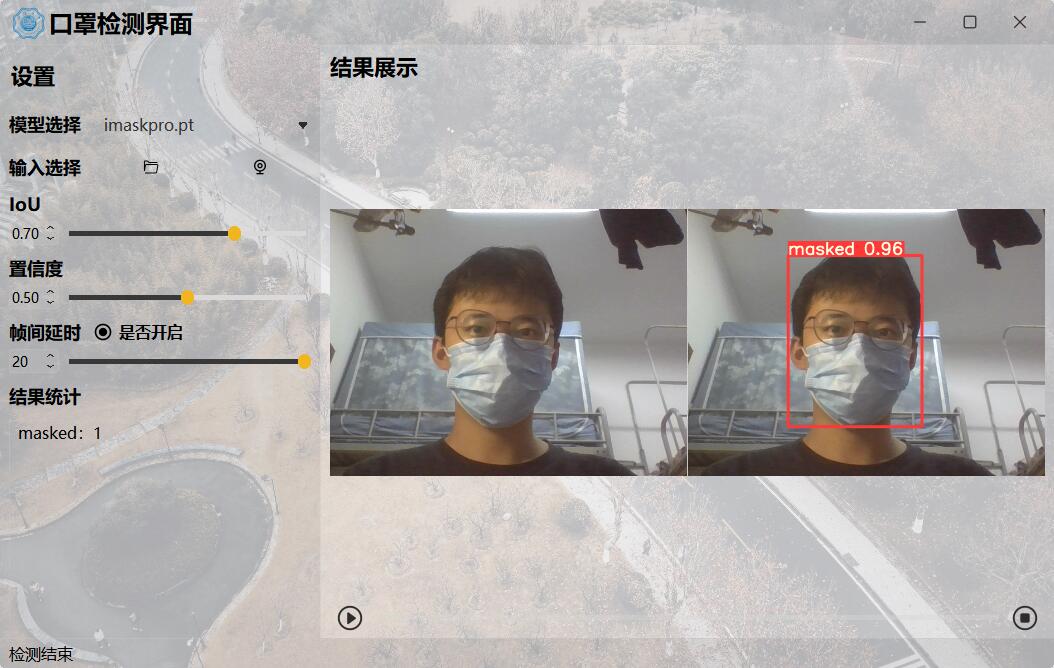 口罩检测界面
设置
模型选择 imaskpro.pt
输入选择
IoU
0.70
置信度
0.50
帧间延时 是否开启
20
结果统计
masked: 1
结果展示
masked 0.96
检测结束